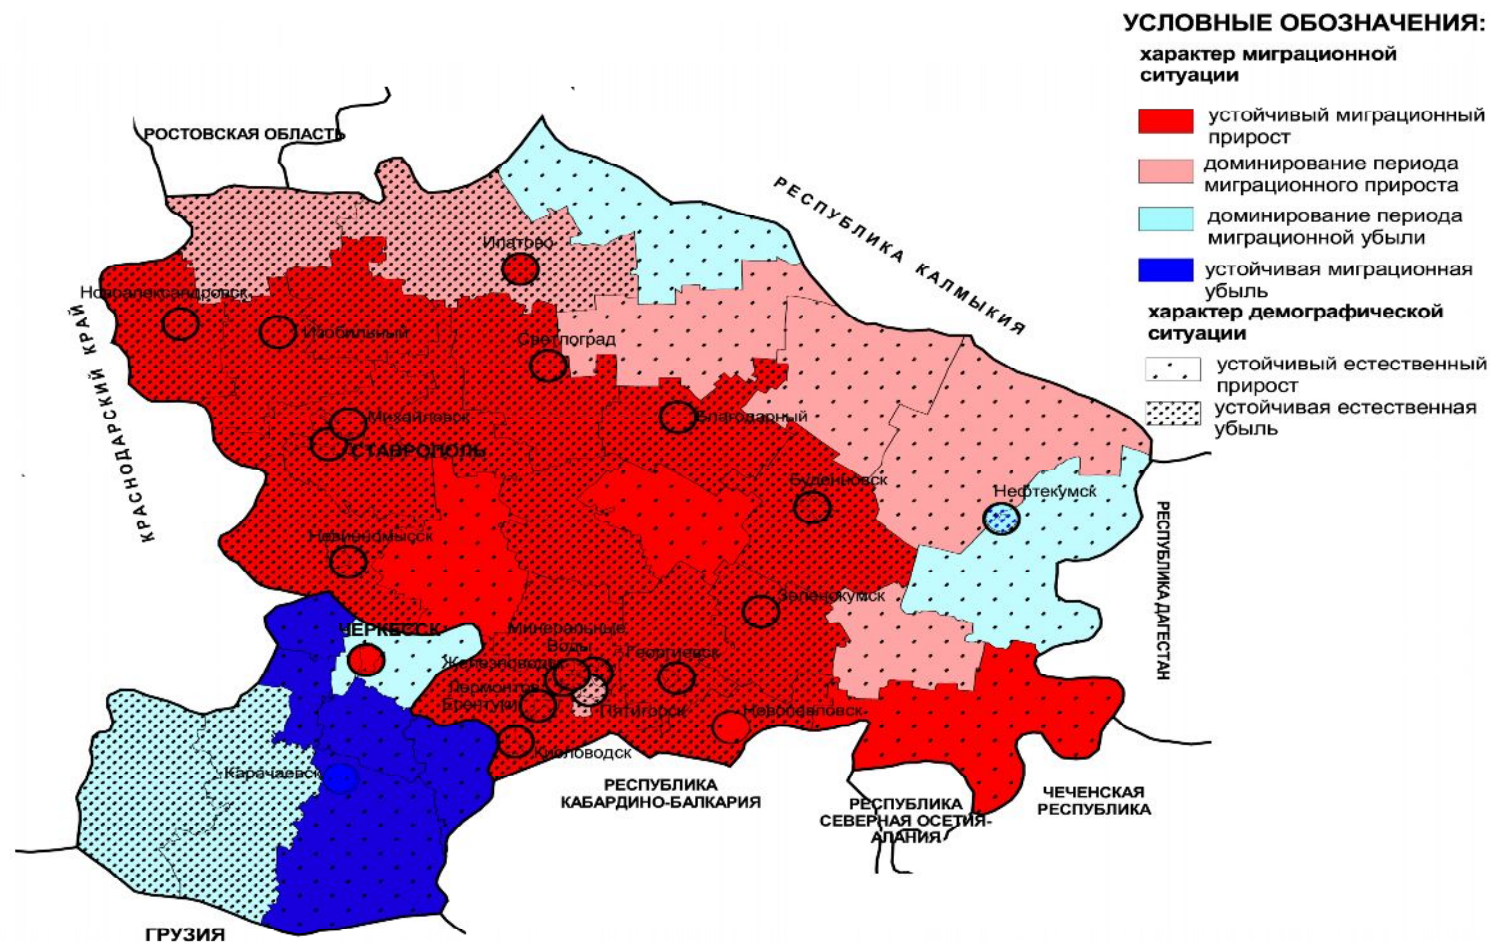 УСЛОВНЫЕ ОБОЗНАЧЕНИЯ:
характер миграционной
ситуации
устойчивый миграционный
прирост
доминирование периода
миграционного прироста
доминирование периода
миграционной убыли
устойчивая миграционная
убыль
характер демографической
ситуации
устойчивый естественный
прирост
устойчивая естественная
убыль
РОСТОВСКАЯ ОБЛАСТЬ
РЕСПУБЛИКА КАЛМЫКИЯ
КРАСНОДАРСКИЙ КРАЙ
РЕСПУБЛИКА ДАГЕСТАН
Ипатово
Новоалександровск
Изобильный
Светлоград
Михайловск
СТАВРОПОЛЬ
Благодарный
Буденновск
Нефтекумск
Невинномысск
Зеленокумск
ЧЕРКЕССК
Минеральные
Воды
Георгиевск
Железноводск
Лермонтов
Ессентуки
Пятигорск
Новопавловск
Кисловодск
Карачаевск
РЕСПУБЛИКА
КАБАРДИНО-БАЛКАРИЯ
РЕСПУБЛИКА
СЕВЕРНАЯ ОСЕТИЯ-
АЛАНИЯ
ЧЕЧЕНСКАЯ
РЕСПУБЛИКА
ГРУЗИЯ